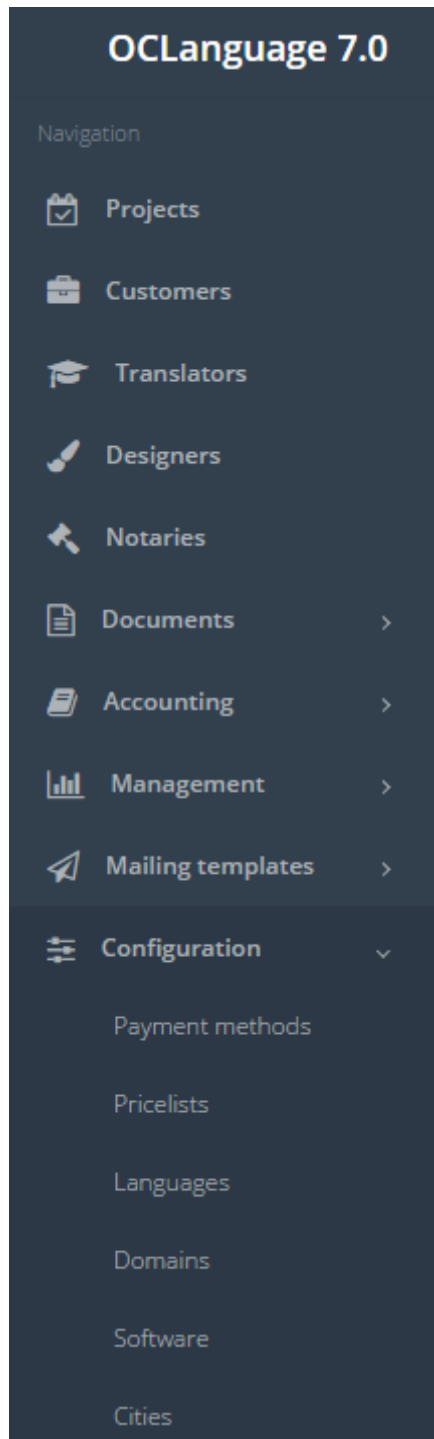 OCLanguage 7.0
Navigation
Projects
Customers
Translators
Designers
Notaries
Documents
Accounting
Management
Mailing templates
Configuration
Payment methods
Pricelists
Languages
Domains
Software
Cities